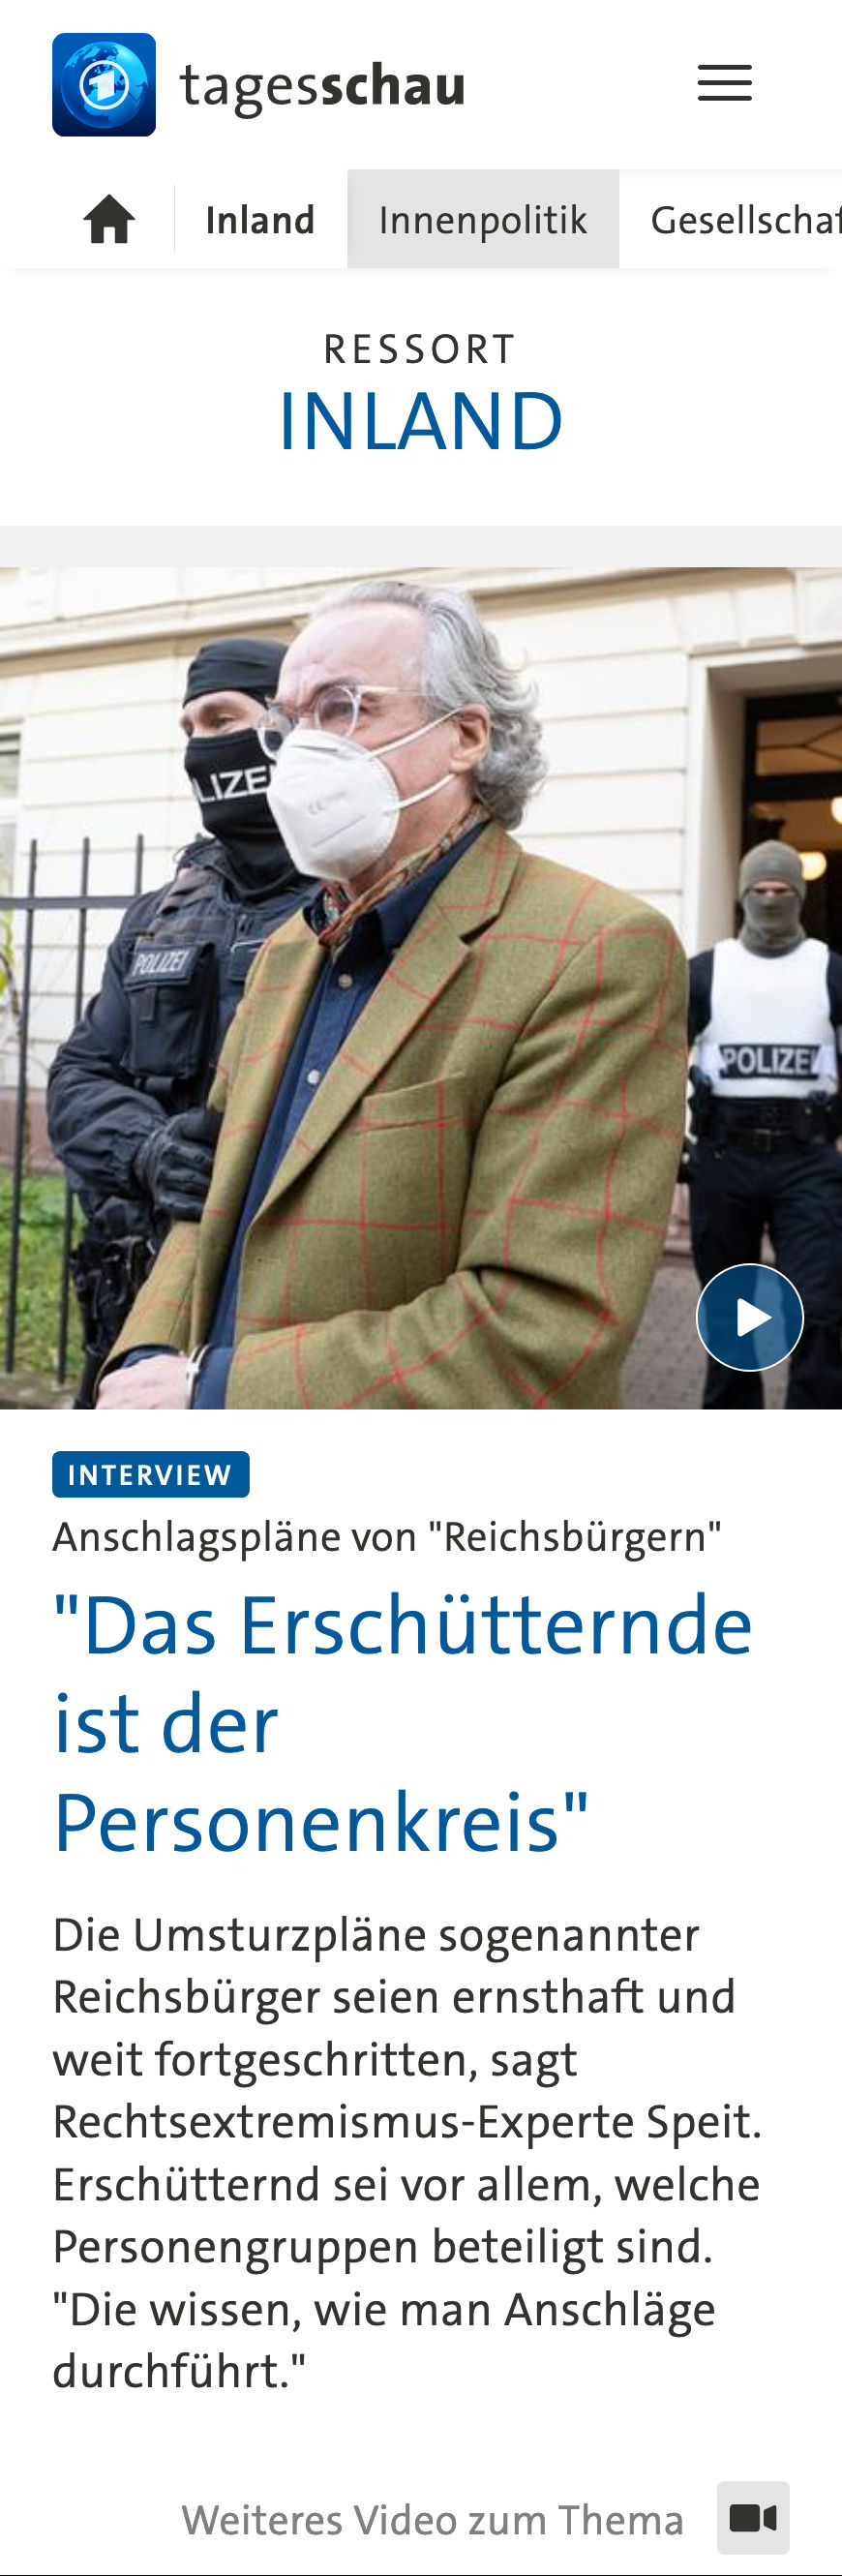 tagesschau
Inland Innenpolitik Gesellschaf
RESSORT
INLAND
LIZE
POLIZEI
POLIZEI
INTERVIEW
Anschlagspläne von "Reichsbürgern"
"Das Erschütternde
ist der
Personenkreis"
Die Umsturzpläne sogenannter
Reichsbürger seien ernsthaft und
weit fortgeschritten, sagt
Rechtsextremismus-Experte Speit.
Erschütternd sei vor allem, welche
Personengruppen beteiligt sind.
"Die wissen, wie man Anschläge
durchführt."
Weiteres Video zum Thema